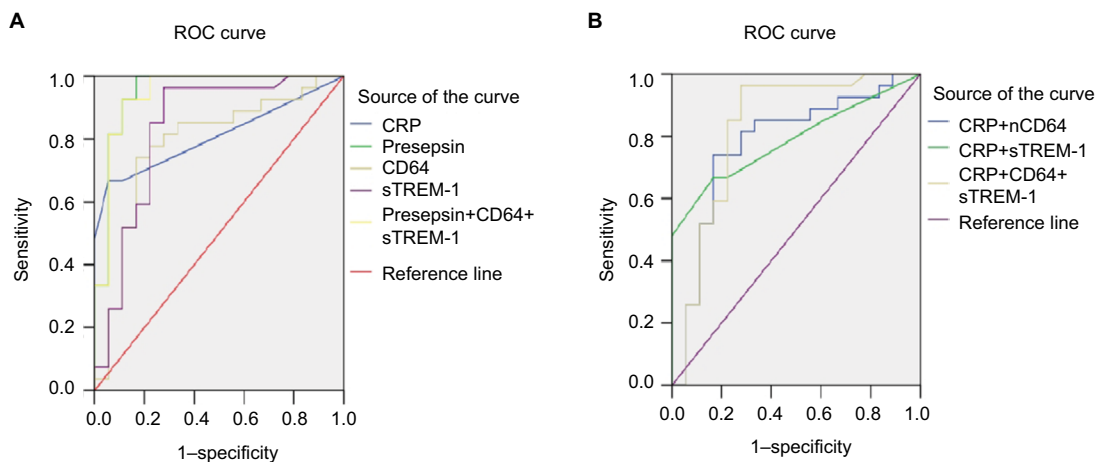 A
ROC curve
1.0
0.8
0.6
0.4
0.2
0.0
Sensitivity
0.0 0.2 0.4 0.6 0.8 1.0
1–specificity
Source of the curve
CRP
Presepsin
CD64
sTREM-1
Presepsin+CD64+
sTREM-1
Reference line
B
ROC curve
1.0
0.8
0.6
0.4
0.2
0.0
Sensitivity
0.0 0.2 0.4 0.6 0.8 1.0
1–specificity
Source of the curve
CRP+nCD64
CRP+sTREM-1
CRP+CD64+
sTREM-1
Reference line